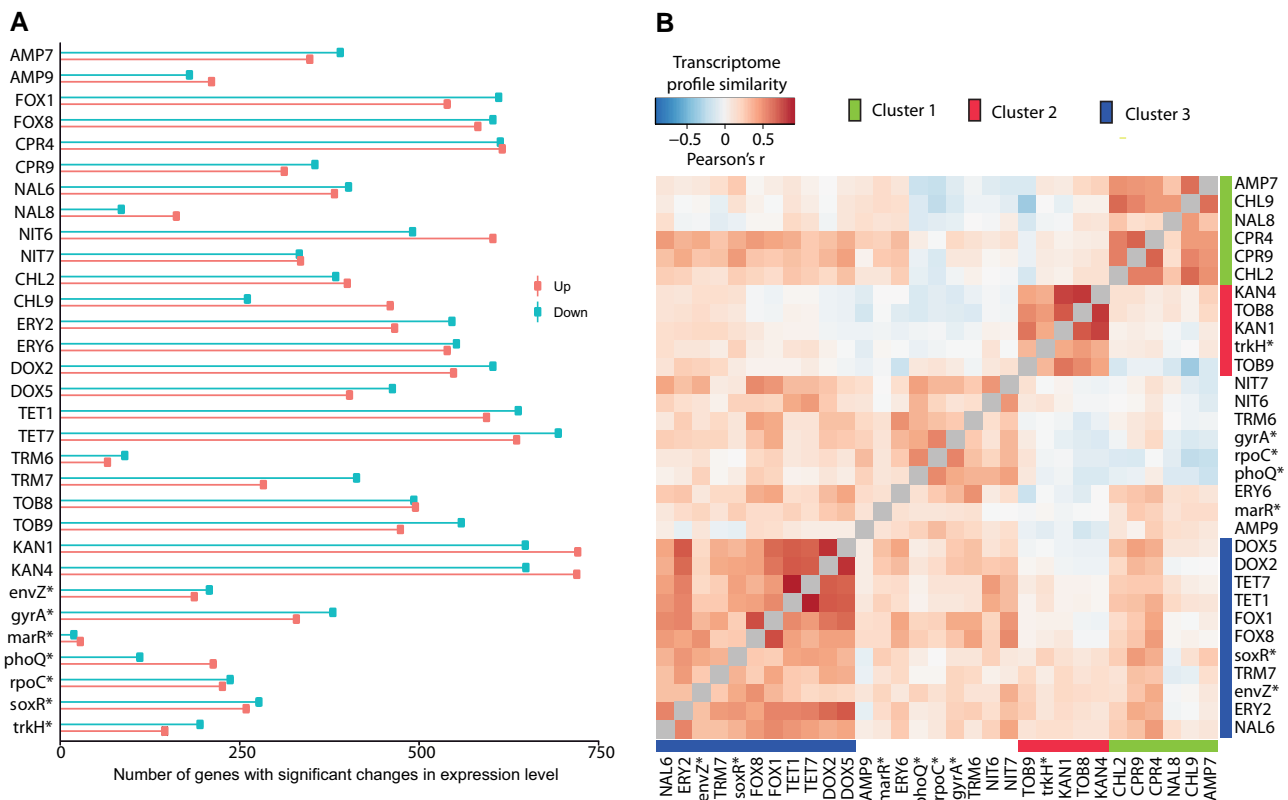 A
AMP7
AMP9
FOX1
FOX8
CPR4
CPR9
NAL6
NAL8
NIT6
NIT7
CHL2
CHL9
ERY2
ERY6
DOX2
DOX5
TET1
TET7
TRM6
TRM7
TOB8
TOB9
KAN1
KAN4
envZ*
gyrA*
marR*
phoQ*
rpoC*
soxR*
trkH*
Up
Down
0 250 500 750
Number of genes with significant changes in expression level
B
Transcriptome
profile similarity
−0.5 0 0.5
Pearson's r
Cluster 1
Cluster 2
Cluster 3
AMP7
CHL9
NAL8
CPR4
CPR9
CHL2
KAN4
TOB8
KAN1
trkH*
TOB9
NIT7
NIT6
TRM6
gyrA*
rpoC*
phoQ*
ERY6
marR*
AMP9
DOX5
DOX2
TET7
TET1
FOX1
FOX8
soxR*
TRM7
envZ*
ERY2
NAL6
NAL6
ERY2
envZ*
TRM7
soxR*
FOX8
FOX1
TET1
TET7
DOX2
DOX5
AMP9
marR*
ERY6
phoQ*
rpoC*
gyrA*
TRM6
NIT6
NIT7
TOB9
trkH*
KAN1
TOB8
KAN4
CHL2
CPR9
CPR4
NAL8
CHL9
AMP7